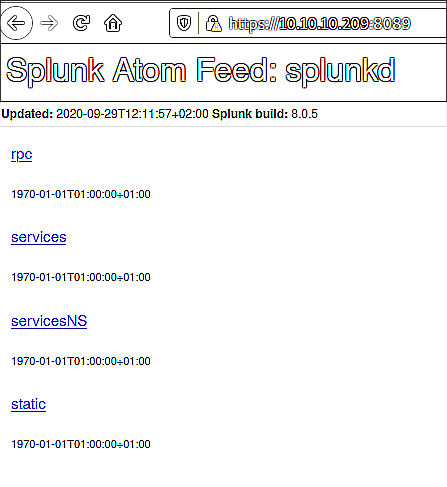 https://10.10.10.209:8089
Splunk Atom Feed: splunkd
Updated: 2020-09-29T12:11:57+02:00 Splunk build: 8.0.5
rpc
1970-01-01T01:00:00+01:00
services
1970-01-01T01:00:00+01:00
servicesNS
1970-01-01T01:00:00+01:00
static
1970-01-01T01:00:00+01:00